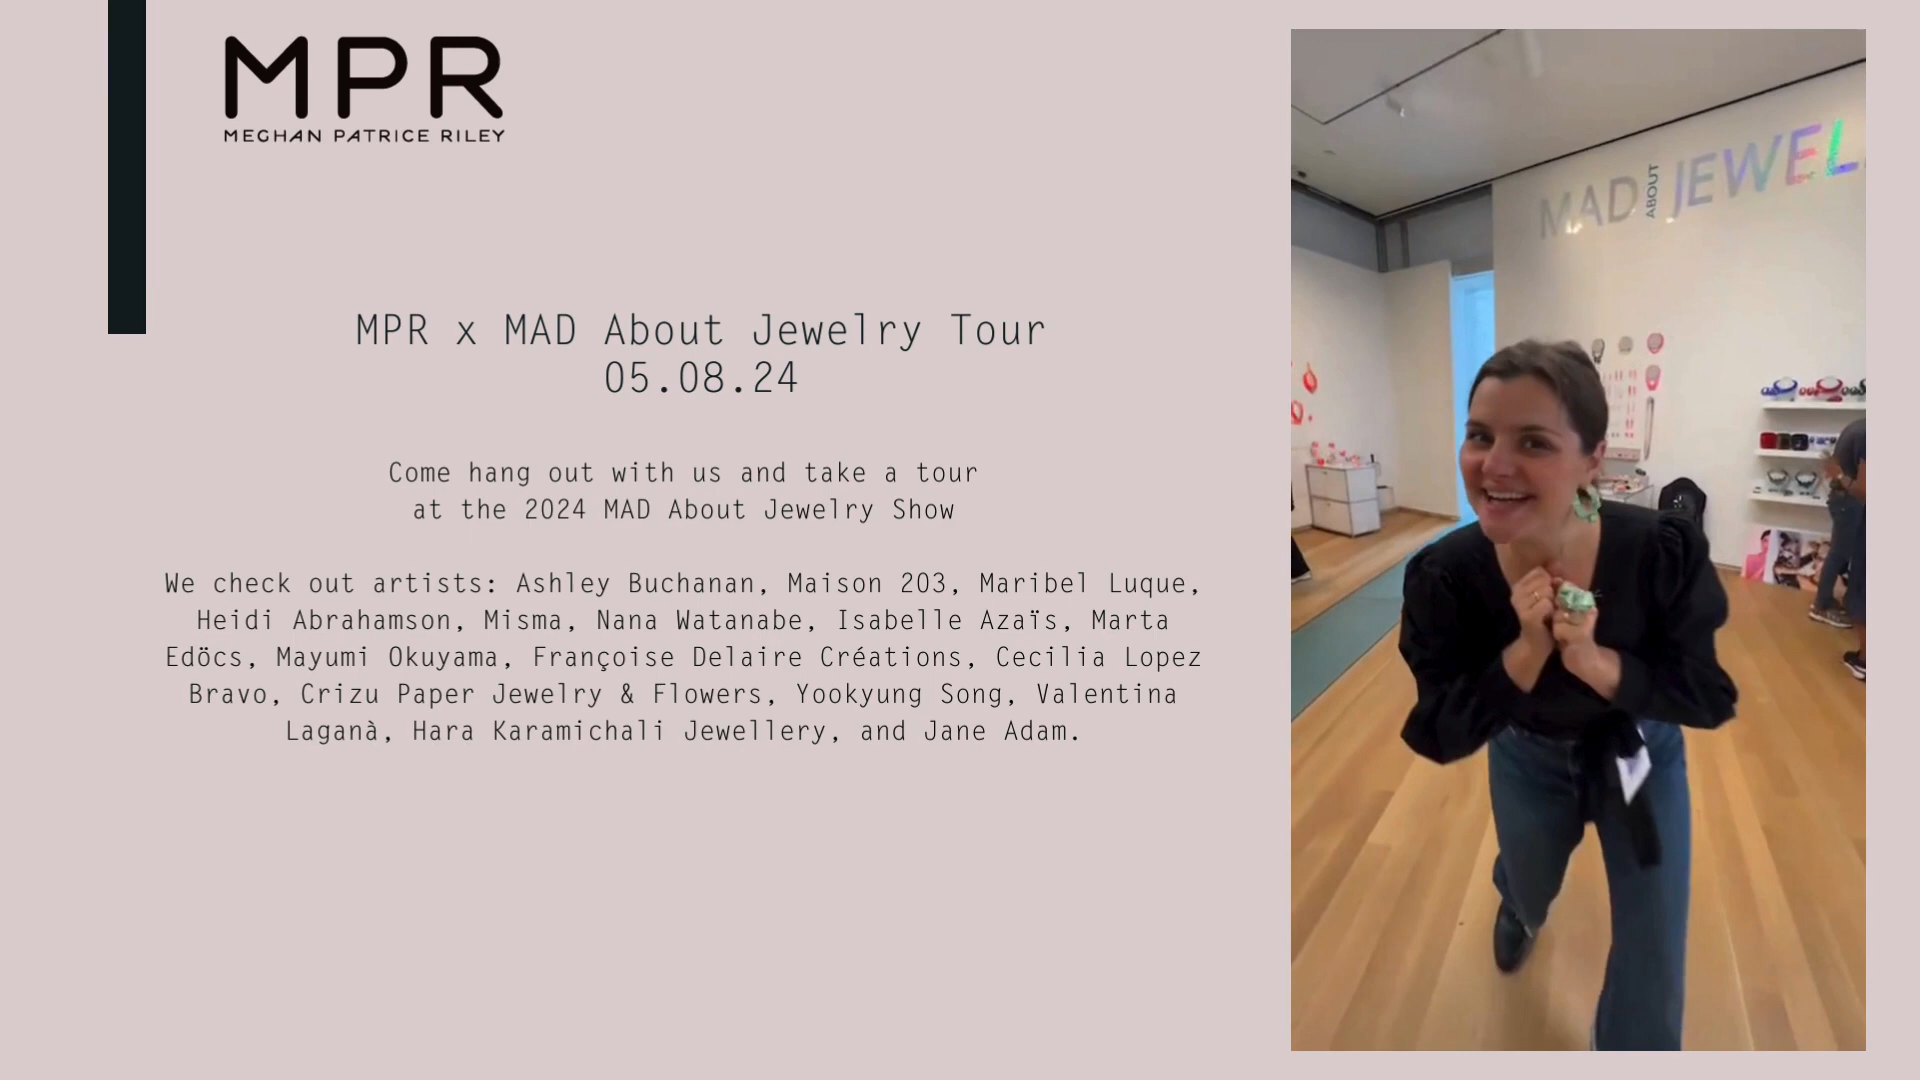 MPR
MEGHAN PATRICE RILEY
MPR x MAD About Jewelry Tour
05.08.24
Come hang out with us and take a tour
at the 2024 MAD About Jewelry Show
We check out artists: Ashley Buchanan, Maison 203, Maribel Luque,
Heidi Abrahamson, Misma, Nana Watanabe, Isabelle Azaïs, Marta
Edöcs, Mayumi Okuyama, Françoise Delaire Créations, Cecilia Lopez
Bravo, Crizu Paper Jewelry & Flowers, Yookyung Song, Valentina
Laganà, Hara Karamichali Jewellery, and Jane Adam.
MAD ABOUT JEWEL